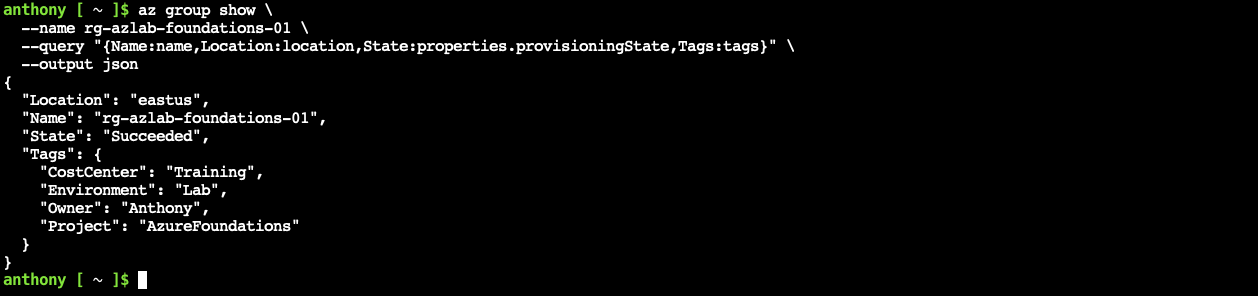 anthony [ ~ ]$ az group show \
  --name rg-azlab-foundations-01 \
  --query "{Name:name,Location:location,State:properties.provisioningState,Tags:tags}" \
  --output json
{
  "Location": "eastus",
  "Name": "rg-azlab-foundations-01",
  "State": "Succeeded",
  "Tags": {
    "CostCenter": "Training",
    "Environment": "Lab",
    "Owner": "Anthony",
    "Project": "AzureFoundations"
  }
}
anthony [ ~ ]$